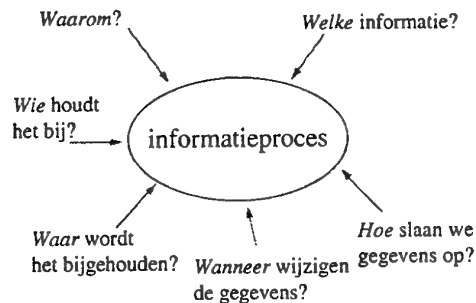 Waarom?
Welke informatie?
Wie houdt
het bij?
informatieproces
Waar wordt
het bijgehouden?
Wanneer wijzigen
de gegevens?
Hoe slaan we
gegevens op?